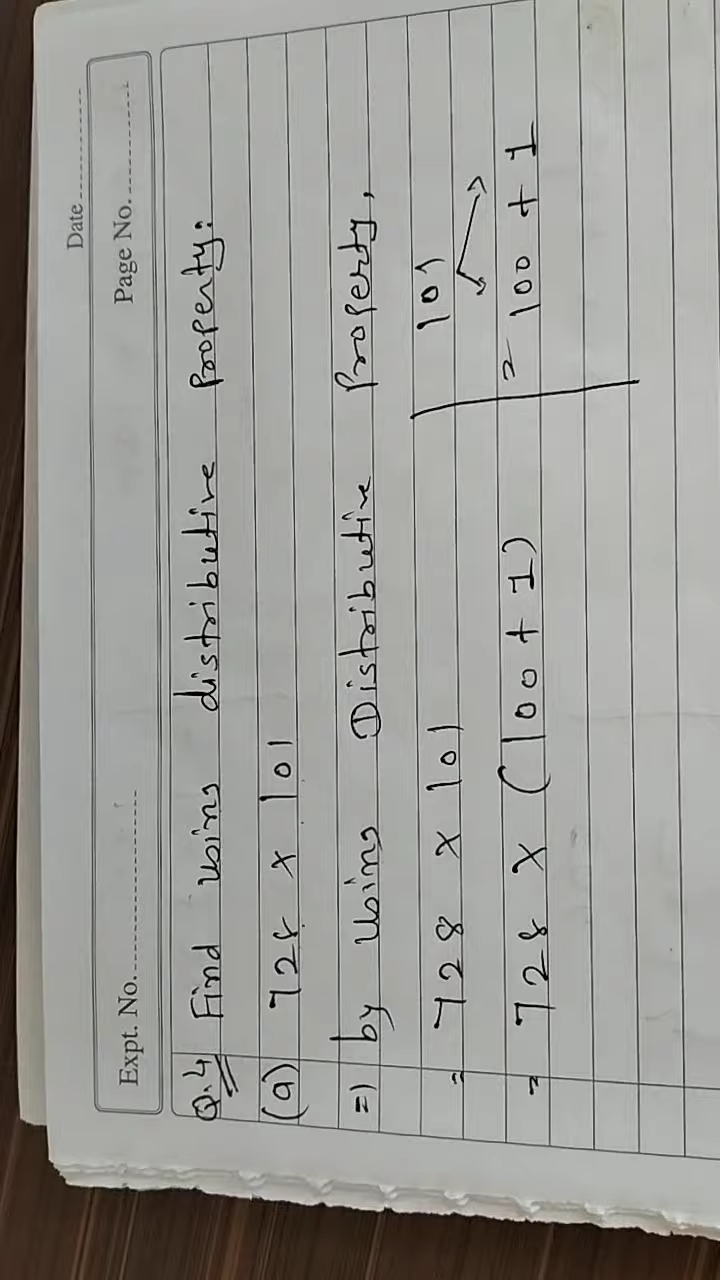 Date
Expt. No. Page No.
Q.4 Find using distributive property:
(a) 728 × 101
=) by using Distributive Property,
= 728 × 101 101
= 728 × (100 + 1) = 100 + 1